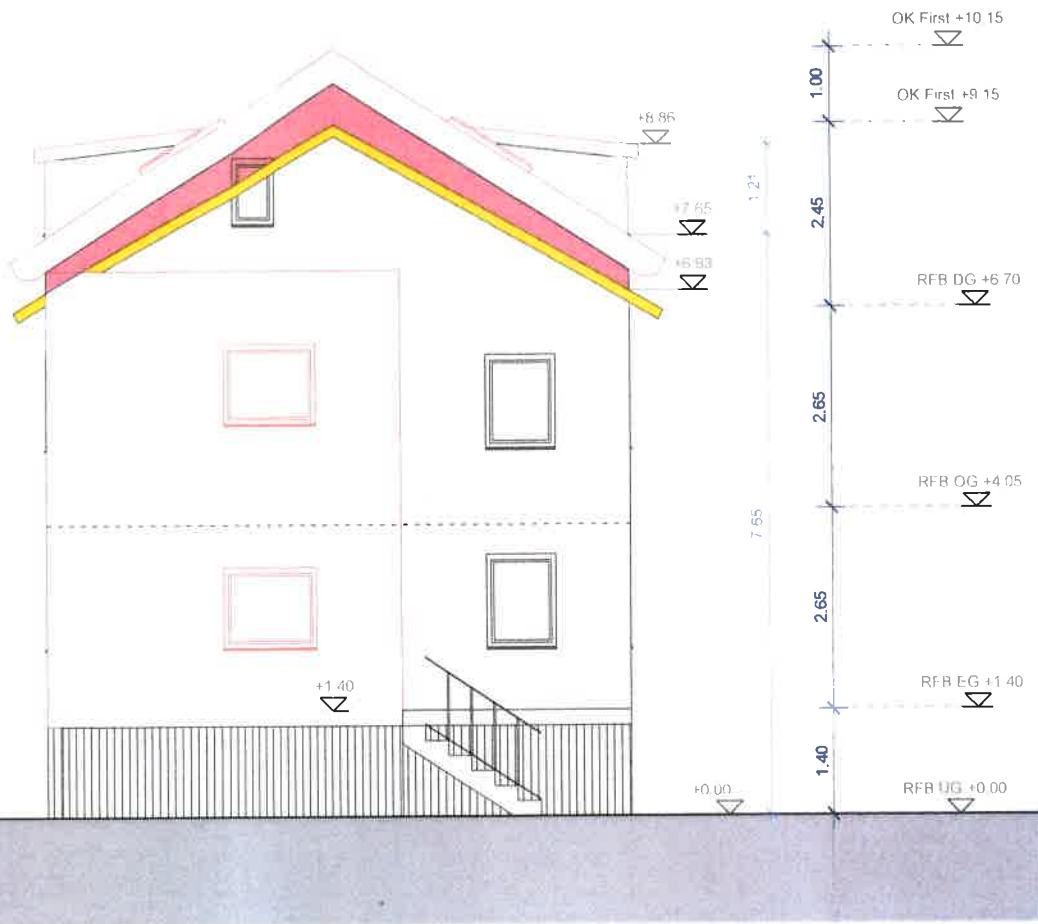 OK First +10.15
1.00
OK First +9.15
+8.86
1.21
2.45
+7.65
+6.93
RFB DG +6.70
2.65
RFB OG +4.05
7.65
2.65
+1.40
RFB EG +1.40
1.40
+0.00
RFB UG +0.00